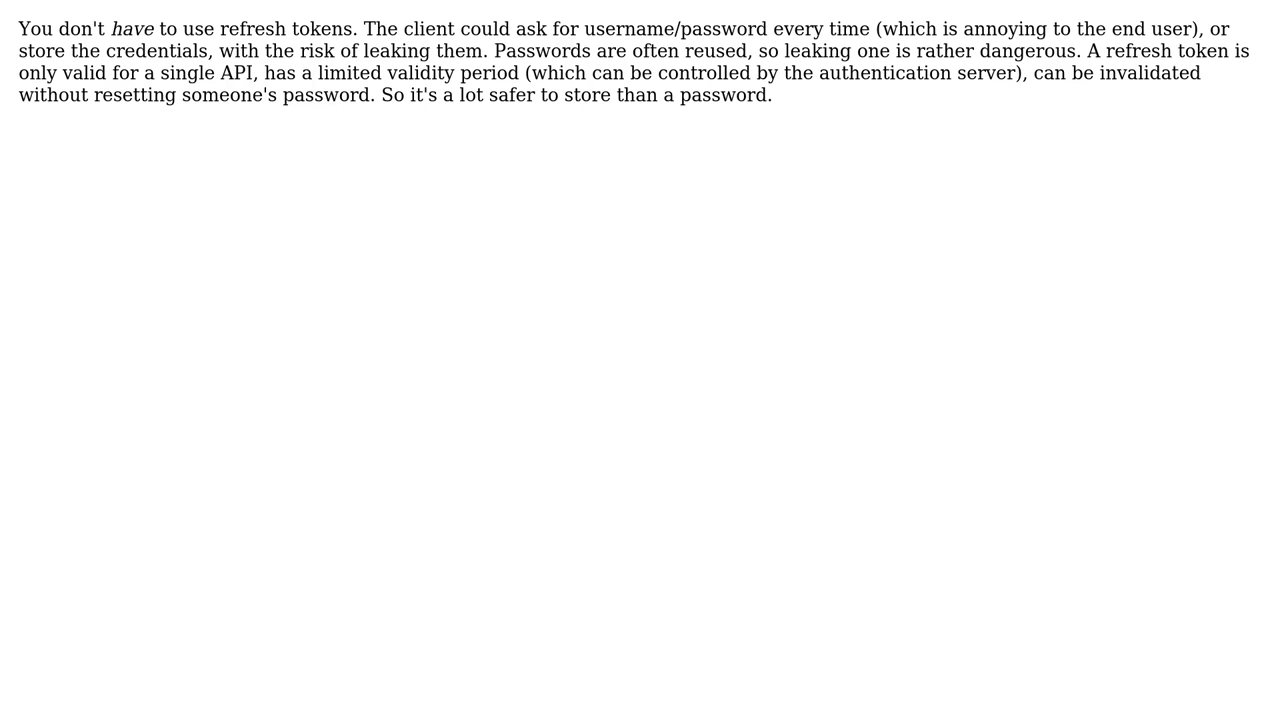 You don't have to use refresh tokens. The client could ask for username/password every time (which is annoying to the end user), or
store the credentials, with the risk of leaking them. Passwords are often reused, so leaking one is rather dangerous. A refresh token is
only valid for a single API, has a limited validity period (which can be controlled by the authentication server), can be invalidated
without resetting someone's password. So it's a lot safer to store than a password.